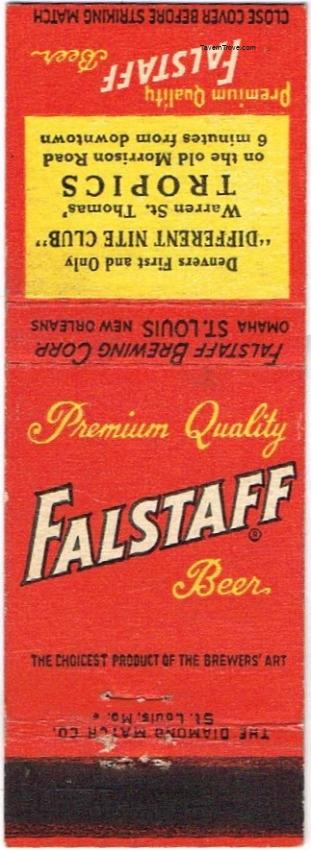 TavernTrove.com
CLOSE COVER BEFORE STRIKING MATCH
Premium Quality
FALSTAFF
Beer
Denvers First and Only
"DIFFERENT NITE CLUB"
Warren St. Thomas'
TROPICS
on the old Morrison Road
6 minutes from downtown
FALSTAFF BREWING CORP.
OMAHA ST. LOUIS NEW ORLEANS
Premium Quality
FALSTAFF
®
Beer
THE CHOICEST PRODUCT OF THE BREWERS' ART
THE DIAMOND MATCH CO.
St. Louis, Mo.